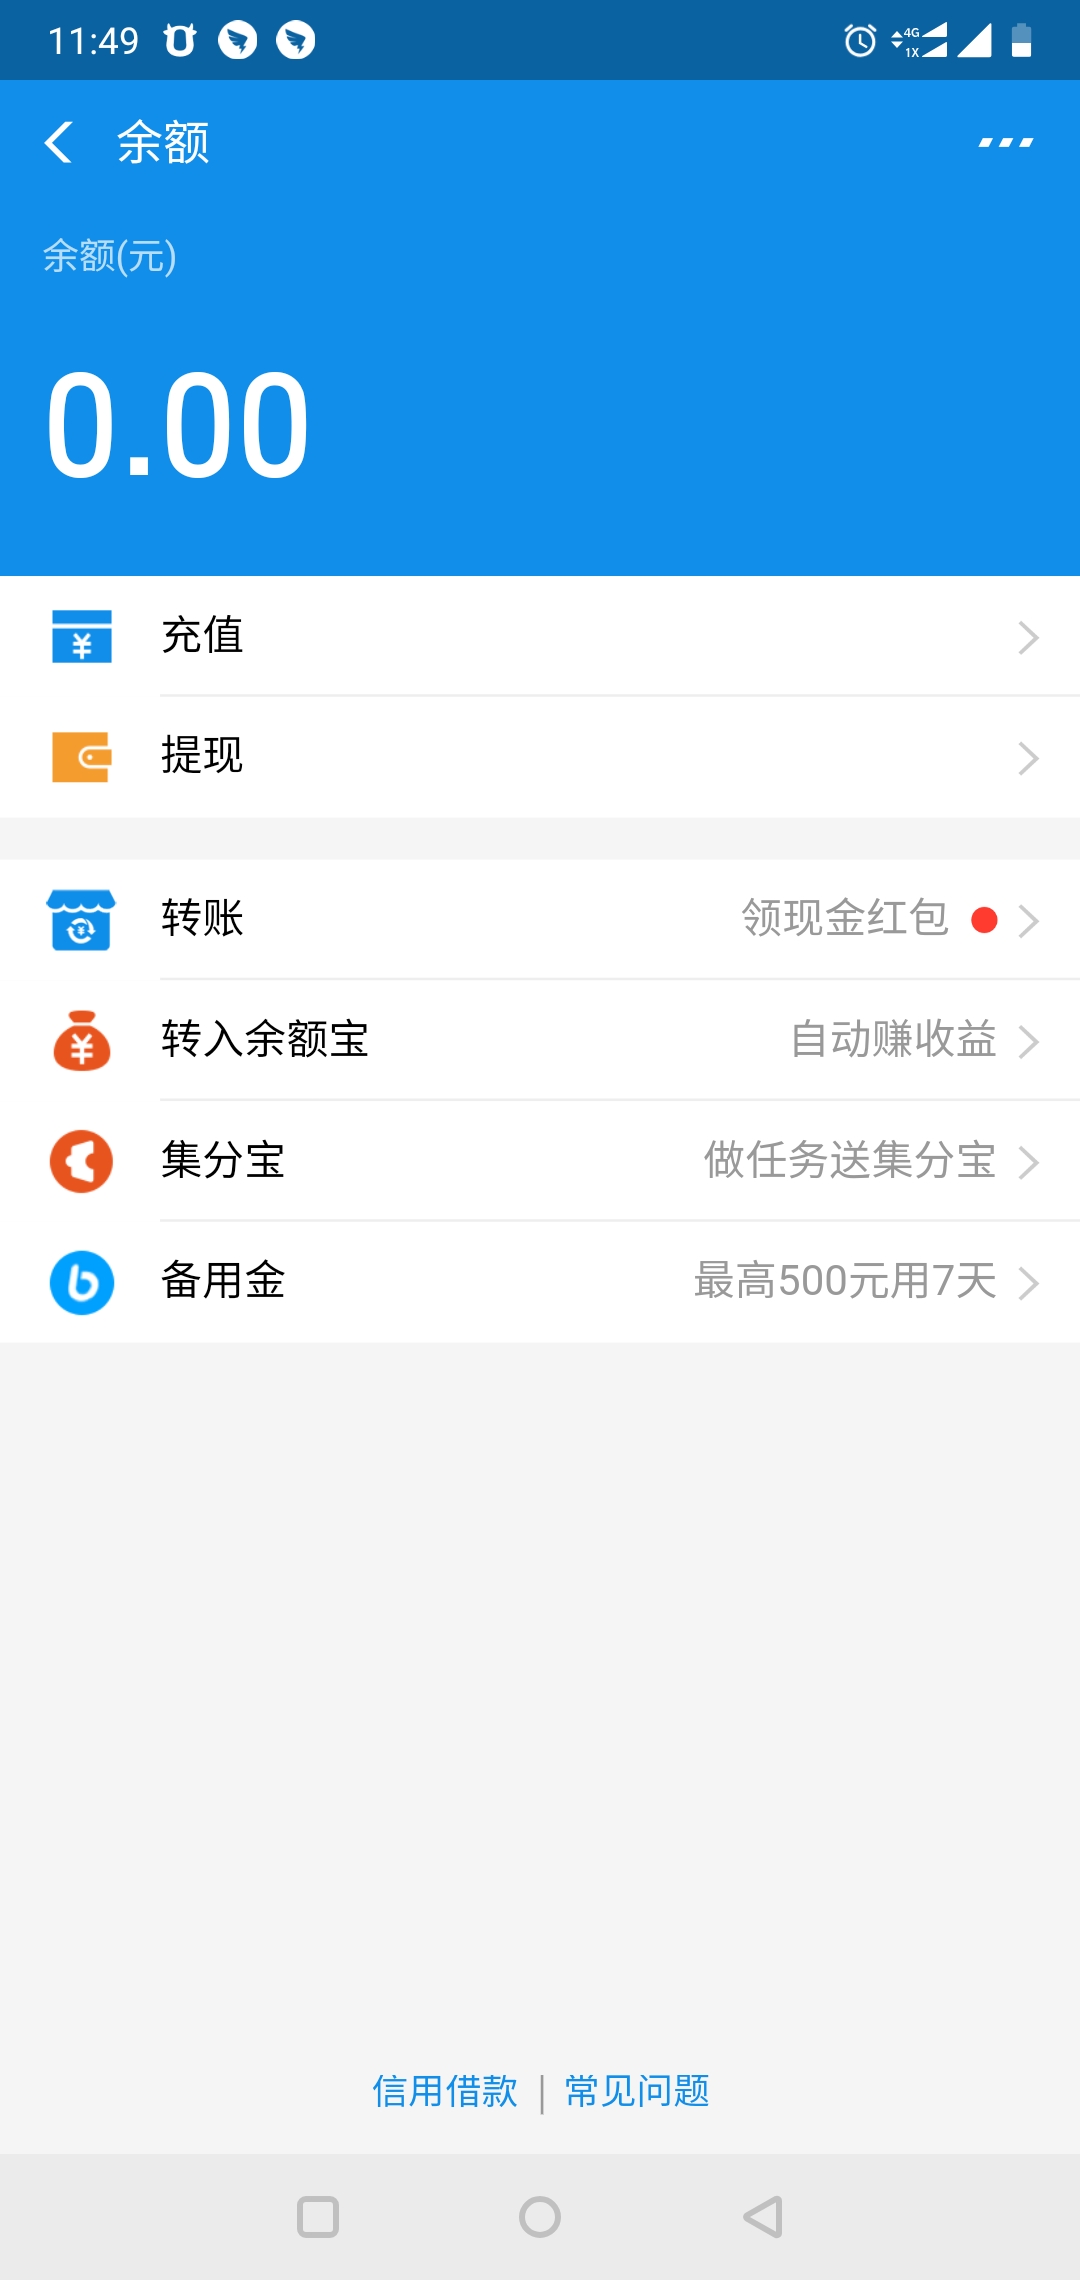 11:49
4G
1X
余额
余额(元)
0.00
充值
提现
转账 领现金红包
转入余额宝 自动赚收益
集分宝 做任务送集分宝
备用金 最高500元用7天
信用借款 | 常见问题